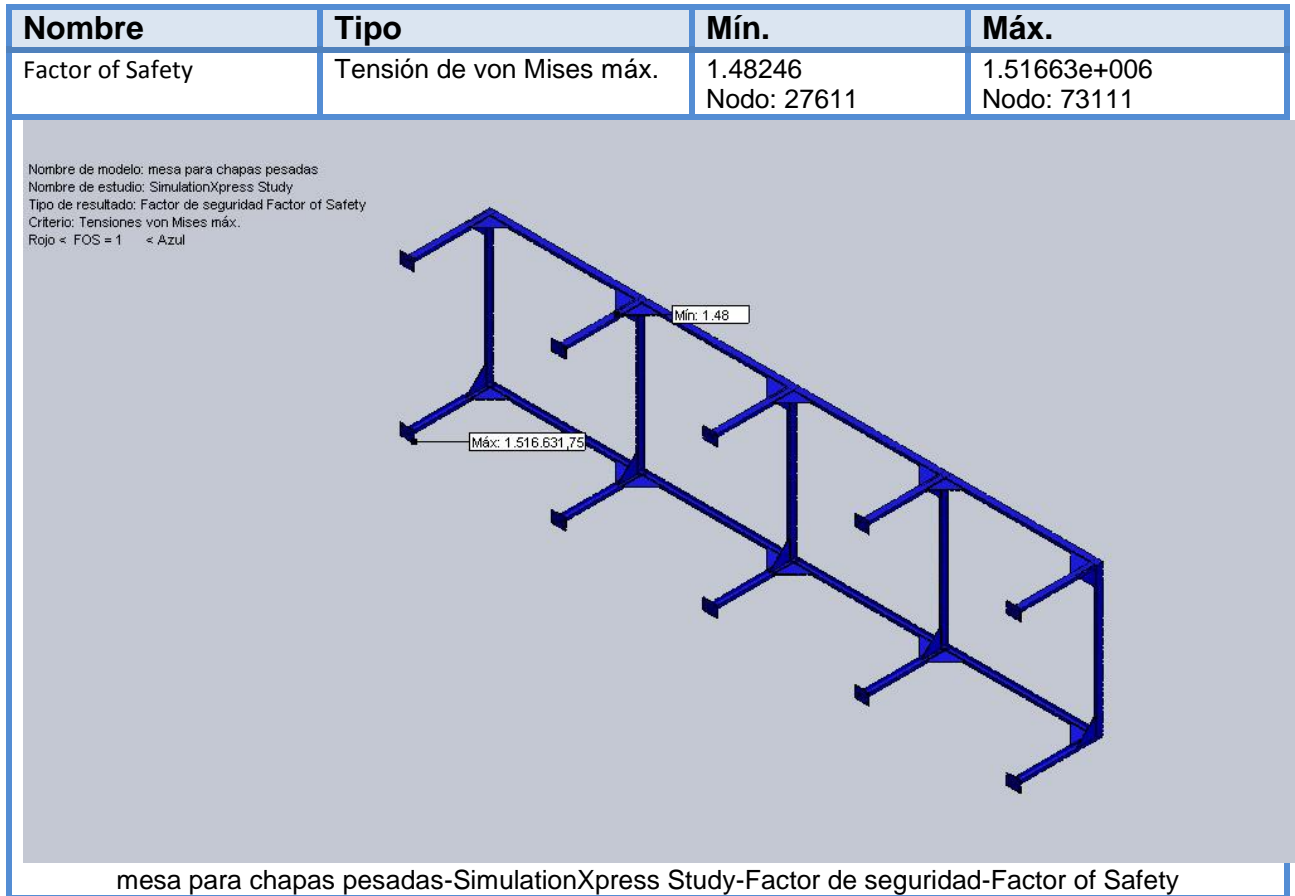 Nombre Tipo Mín. Máx.
Factor of Safety Tensión de von Mises máx. 1.48246 1.51663e+006
Nodo: 27611 Nodo: 73111
Nombre de modelo: mesa para chapas pesadas
Nombre de estudio: SimulationXpress Study
Tipo de resultado: Factor de seguridad Factor of Safety
Criterio: Tensiones von Mises máx.
Rojo < FOS = 1 < Azul
Mín: 1.48
Máx: 1.516.631,75
mesa para chapas pesadas-SimulationXpress Study-Factor de seguridad-Factor of Safety